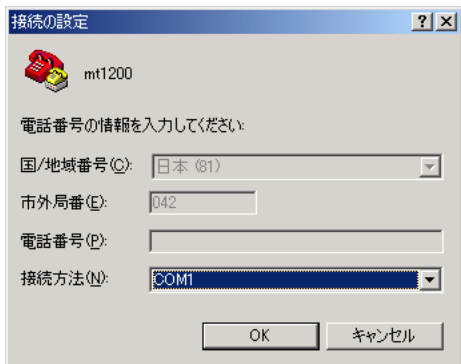 接続の設定
mt1200
電話番号の情報を入力してください:
国/地域番号(C): 日本 (81)
市外局番(E): 042
電話番号(P):
接続方法(N): COM1
OK キャンセル